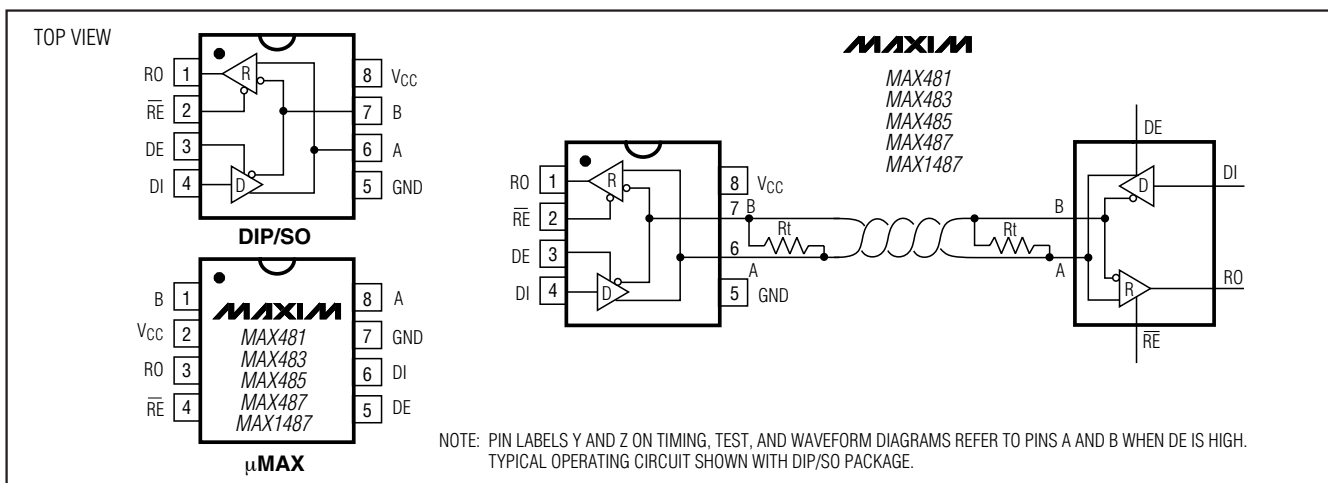 TOP VIEW
RO 1
RE 2
DE 3
DI 4
R
D
8 VCC
7 B
6 A
5 GND
DIP/SO
B 1
VCC 2
RO 3
RE 4
MAXIM
MAX481
MAX483
MAX485
MAX487
MAX1487
8 A
7 GND
6 DI
5 DE
µMAX
MAXIM
MAX481
MAX483
MAX485
MAX487
MAX1487
RO 1
RE 2
DE 3
DI 4
R
D
8 VCC
7 B
Rt
6 A
5 GND
B
Rt
A
DE
D
DI
R
RO
RE
NOTE: PIN LABELS Y AND Z ON TIMING, TEST, AND WAVEFORM DIAGRAMS REFER TO PINS A AND B WHEN DE IS HIGH.
TYPICAL OPERATING CIRCUIT SHOWN WITH DIP/SO PACKAGE.